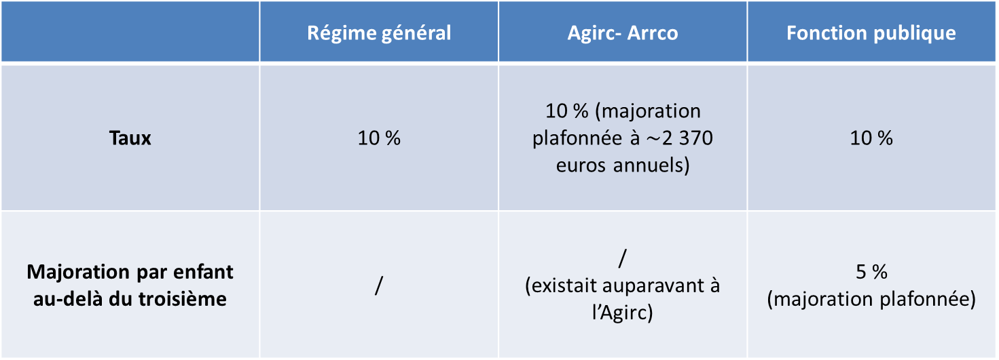 Régime général
Agirc- Arrco
Fonction publique
Taux
10 %
10 % (majoration
plafonnée à ~2 370
euros annuels)
10 %
Majoration par enfant
au-delà du troisième
/
/
(existait auparavant à
l’Agirc)
5 %
(majoration plafonnée)